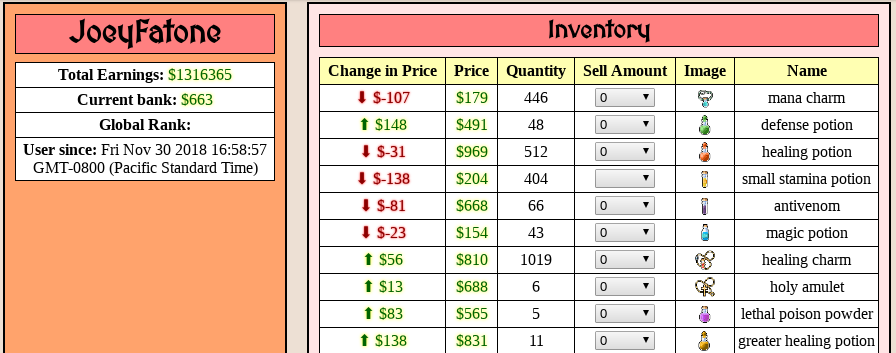 JoeyFatone
Total Earnings: $1316365
Current bank: $663
Global Rank:
User since: Fri Nov 30 2018 16:58:57
GMT-0800 (Pacific Standard Time)
Inventory
Change in Price Price Quantity Sell Amount Image Name
⬇ $-107 $179 446 0 mana charm
⬆ $148 $491 48 0 defense potion
⬇ $-31 $969 512 0 healing potion
⬇ $-138 $204 404 small stamina potion
⬇ $-81 $668 66 0 antivenom
⬇ $-23 $154 43 0 magic potion
⬆ $56 $810 1019 0 healing charm
⬆ $13 $688 6 0 holy amulet
⬆ $83 $565 5 0 lethal poison powder
⬆ $138 $831 11 0 greater healing potion